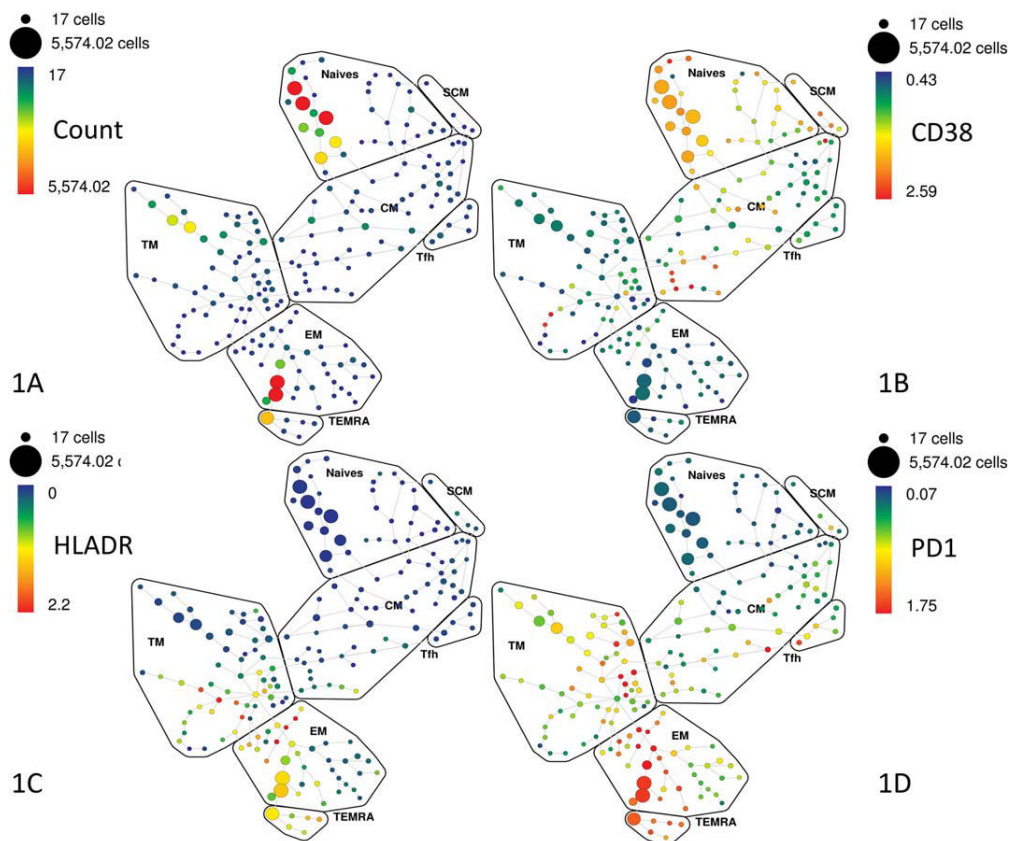 17 cells
5,574.02 cells
17
Count
5,574.02
Naives
SCM
CM
Tfh
TM
EM
TEMRA
1A
17 cells
5,574.02 cells
0.43
CD38
2.59
Naives
SCM
CM
Tfh
TM
EM
TEMRA
1B
17 cells
5,574.02 c
0
HLADR
2.2
Naives
SCM
CM
Tfh
TM
EM
TEMRA
1C
17 cells
5,574.02 cells
0.07
PD1
1.75
Naives
SCM
CM
Tfh
TM
EM
TEMRA
1D